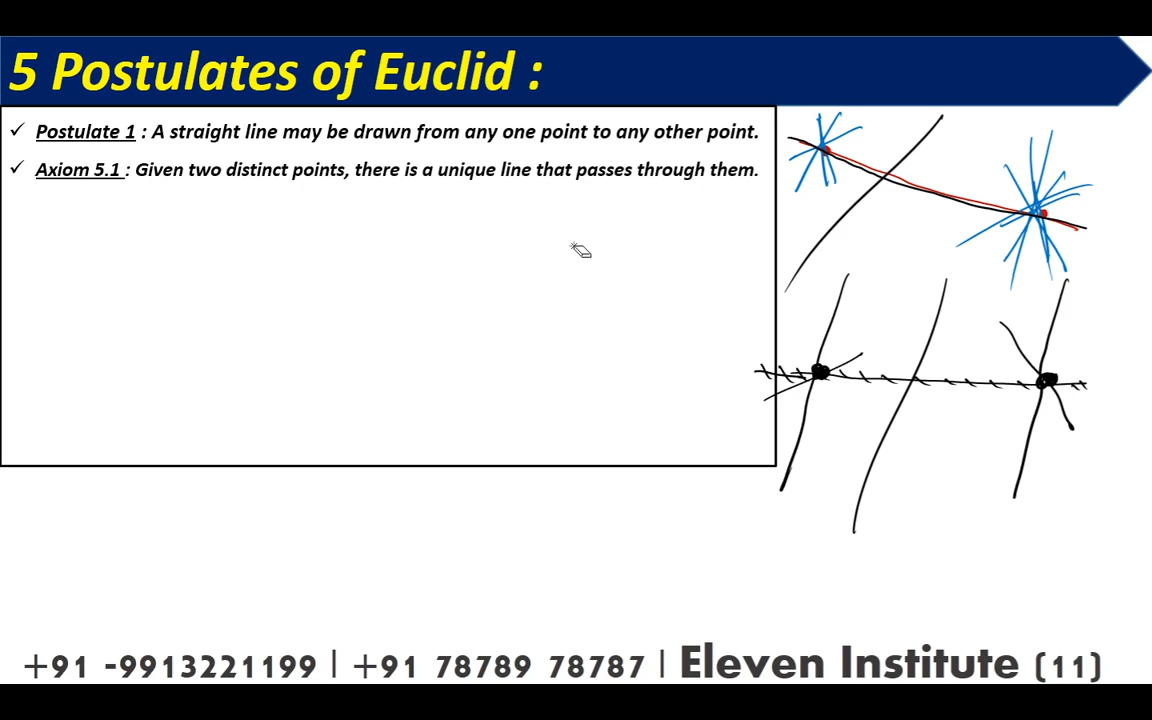 5 Postulates of Euclid :
✓ Postulate 1 : A straight line may be drawn from any one point to any other point.
✓ Axiom 5.1 : Given two distinct points, there is a unique line that passes through them.
+91 -9913221199 | +91 78789 78787 | Eleven Institute (11)